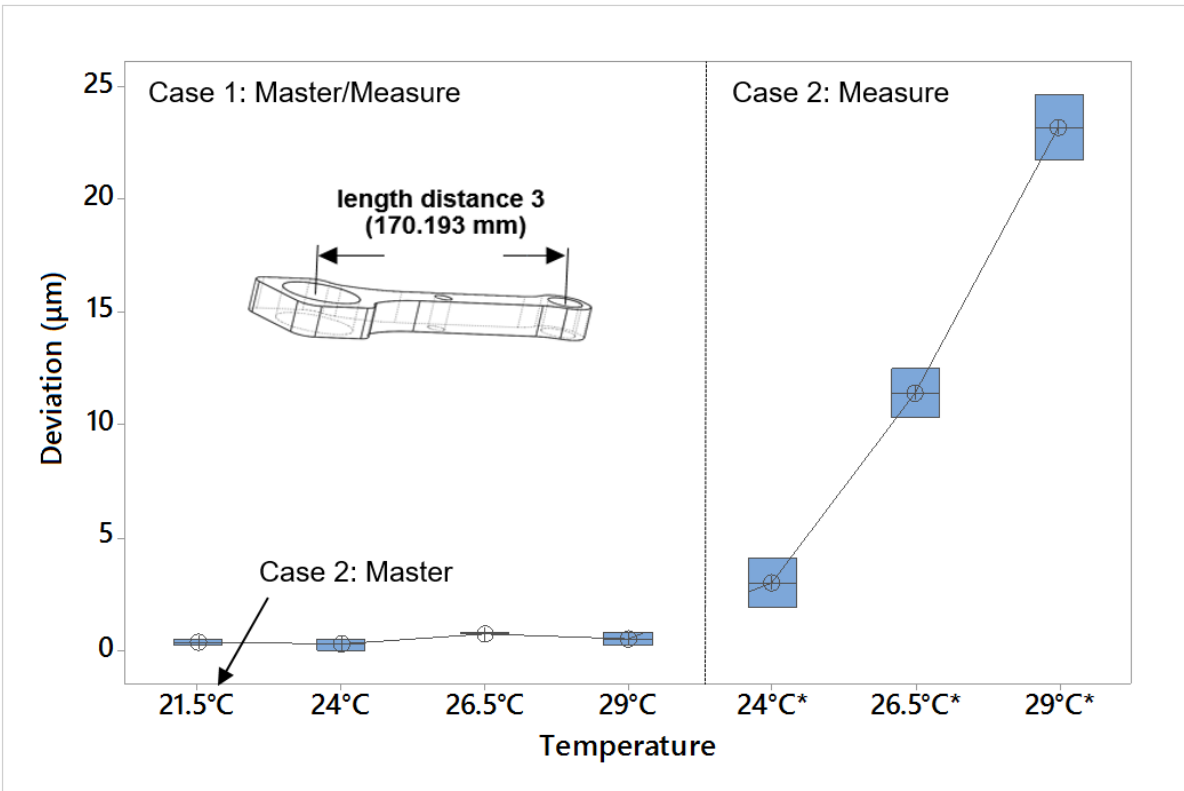 Case 1: Master/Measure
Case 2: Measure
length distance 3
(170.193 mm)
Case 2: Master
25
20
15
10
5
0
Deviation (µm)
21.5°C 24°C 26.5°C 29°C 24°C* 26.5°C* 29°C*
Temperature